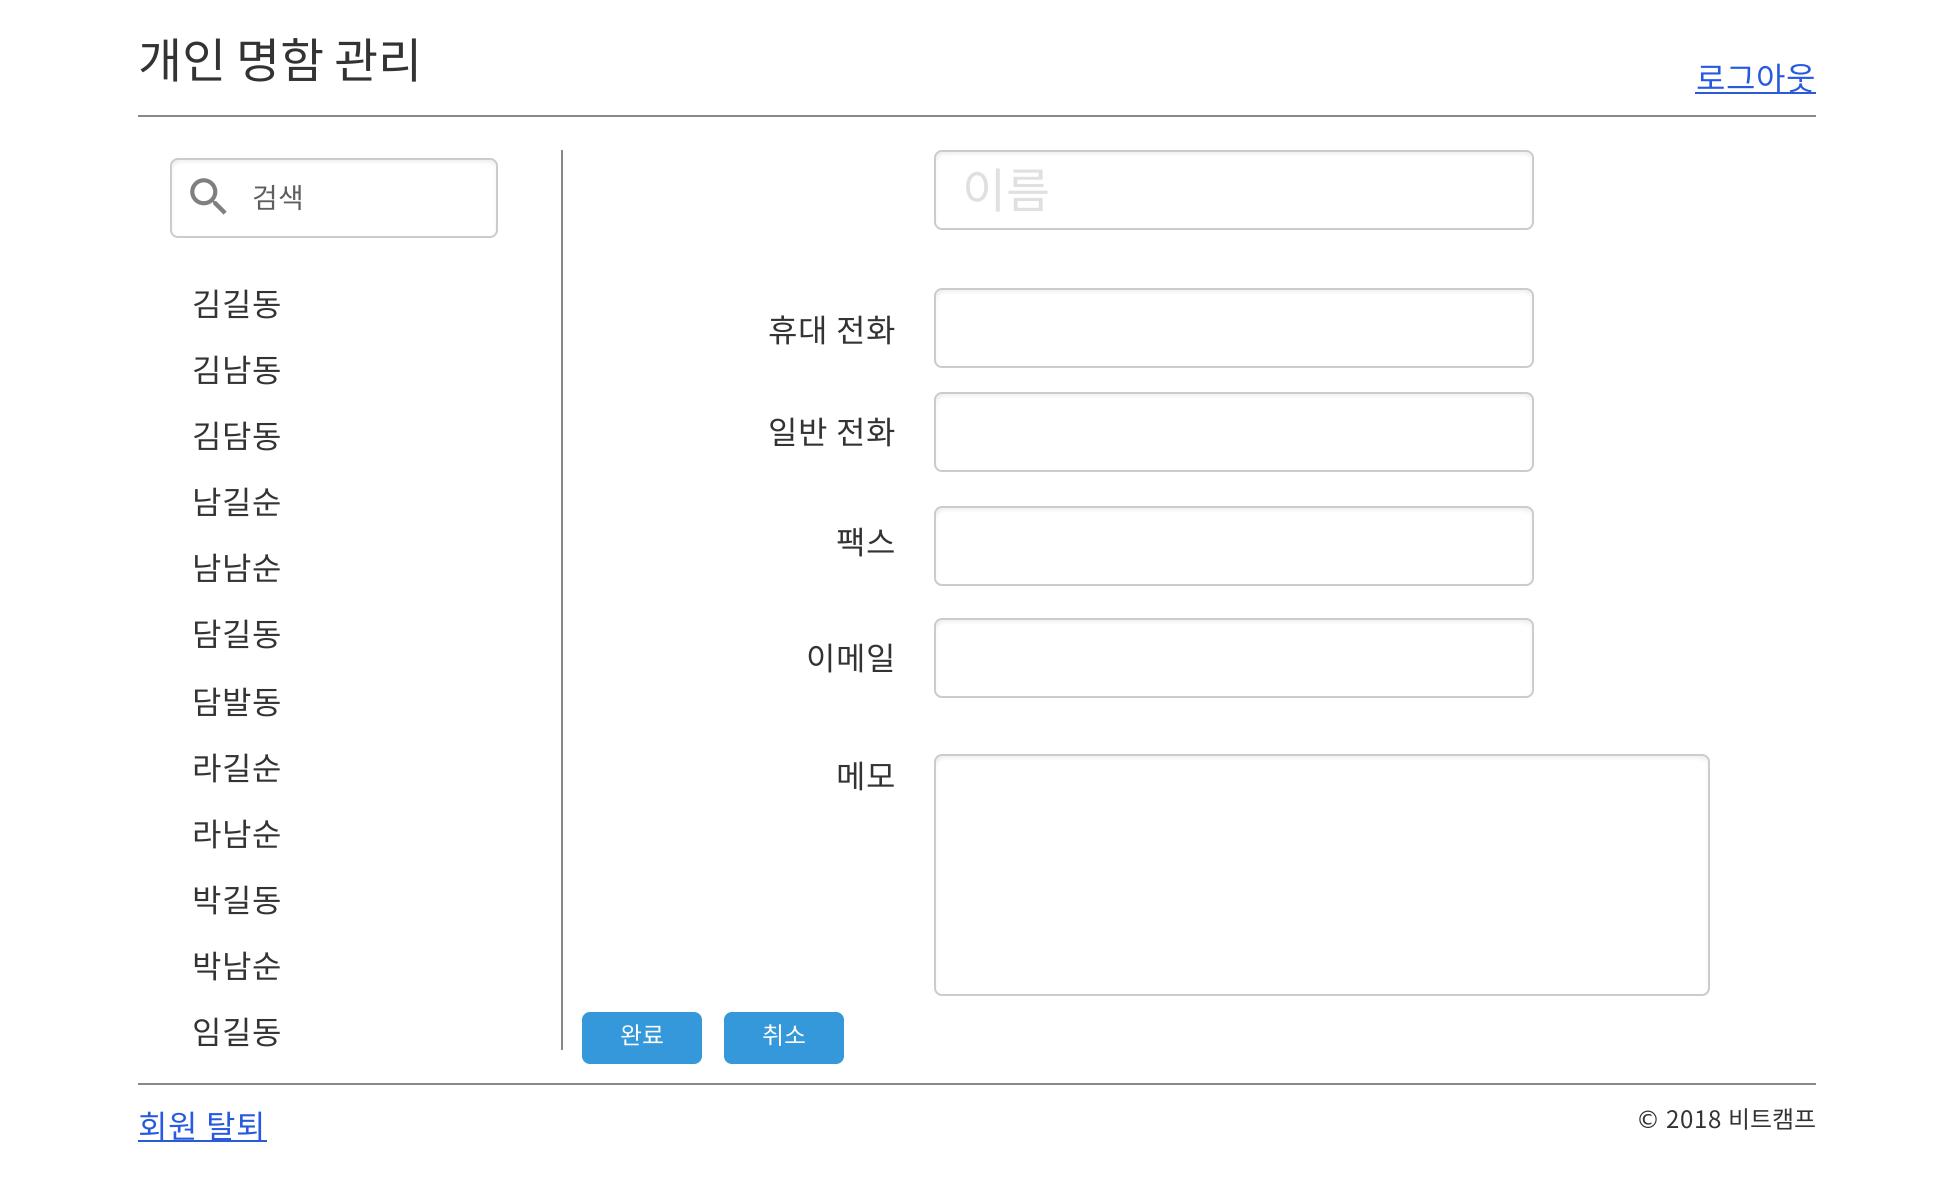 개인 명함 관리
로그아웃
검색
김길동
김남동
김담동
남길순
남남순
담길동
담발동
라길순
라남순
박길동
박남순
임길동
이름
휴대 전화
일반 전화
팩스
이메일
메모
완료
취소
회원 탈퇴
© 2018 비트캠프